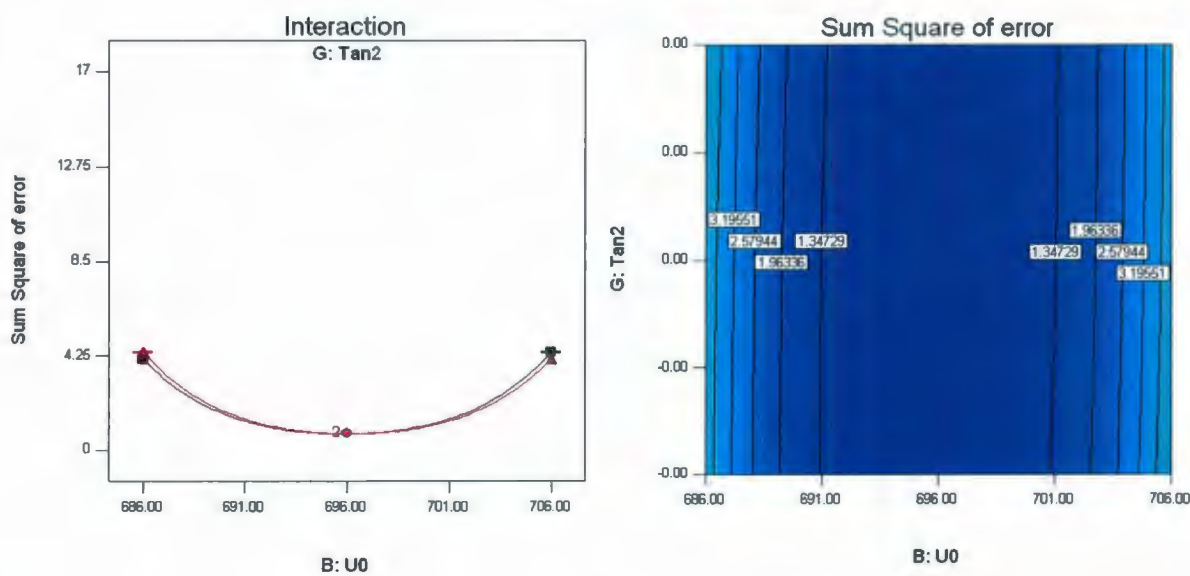 Interaction
G: Tan2
Sum Square of error
17
12.75
8.5
4.25
0
2
686.00 691.00 696.00 701.00 706.00
B: U0
Sum Square of error
G: Tan2
0.00
0.00
0.00
-0.00
-0.00
3.19551
2.57944
1.96336
1.34729
1.96336
1.34729
2.57944
3.19551
686.00 691.00 696.00 701.00 706.00
B: U0